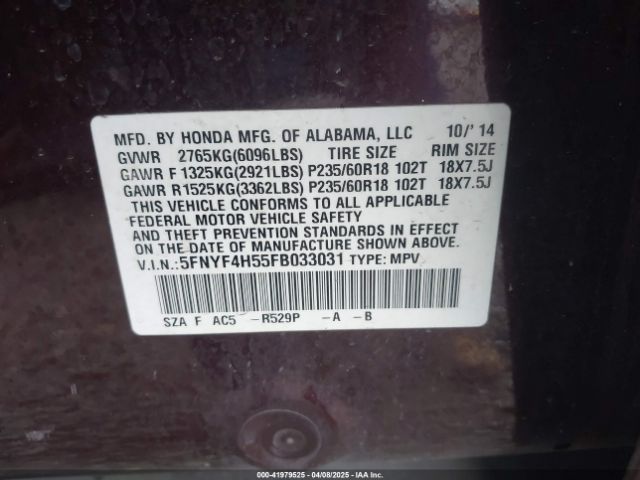 MFD. BY HONDA MFG. OF ALABAMA, LLC 10/'14
GVWR 2765KG(6096LBS) TIRE SIZE RIM SIZE
GAWR F 1325KG(2921LBS) P235/60R18 102T 18X7.5J
GAWR R 1525KG(3362LBS) P235/60R18 102T 18X7.5J
THIS VEHICLE CONFORMS TO ALL APPLICABLE
FEDERAL MOTOR VEHICLE SAFETY
AND THEFT PREVENTION STANDARDS IN EFFECT
ON THE DATE OF MANUFACTURE SHOWN ABOVE.
V.I.N.:5FNYF4H55FB033031 TYPE: MPV
SZA F AC5 -R529P -A -B
000-41979525 | 04/08/2025 | IAA Inc.